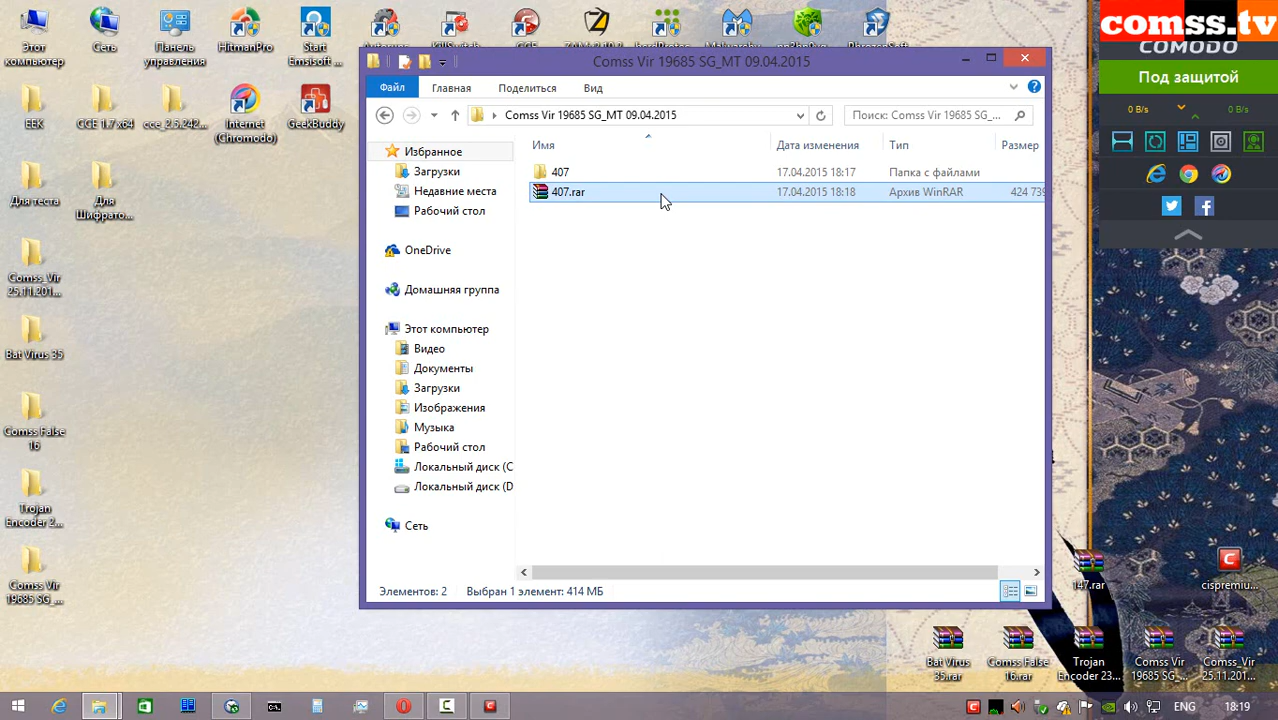 comss.tv
COMODO
Под защитой
0 B/s
0 B/s
Этот компьютер
Сеть
Панель управления
HitmanPro
Start Emsisoft ...
EEK
CCE 1.7 x64
cce_2.5.242...
Internet (Chromodo)
GeekBuddy
Для теста
Для Шифрато...
Comss_Vir 25.11.201...
Bat Virus 35
Comss False 16
Trojan Encoder 2...
Comss Vir 19685 SG_...
Comss Vir 19685 SG_MT 09.04.2015
Файл
Главная
Поделиться
Вид
Comss Vir 19685 SG_MT 09.04.2015
Поиск: Comss Vir 19685 SG_...
Имя
Дата изменения
Тип
Размер
407
17.04.2015 18:17
Папка с файлами
407.rar
17.04.2015 18:18
Архив WinRAR
424 739
Избранное
Загрузки
Недавние места
Рабочий стол
OneDrive
Домашняя группа
Этот компьютер
Видео
Документы
Загрузки
Изображения
Музыка
Рабочий стол
Локальный диск (C
Локальный диск (D
Сеть
Элементов: 2
Выбран 1 элемент: 414 МБ
147.rar
cispremiu...
Bat Virus 35.rar
Comss False 16.rar
Trojan Encoder 23...
Comss Vir 19685 SG_...
Comss_Vir 25.11.201...
ENG
18:19